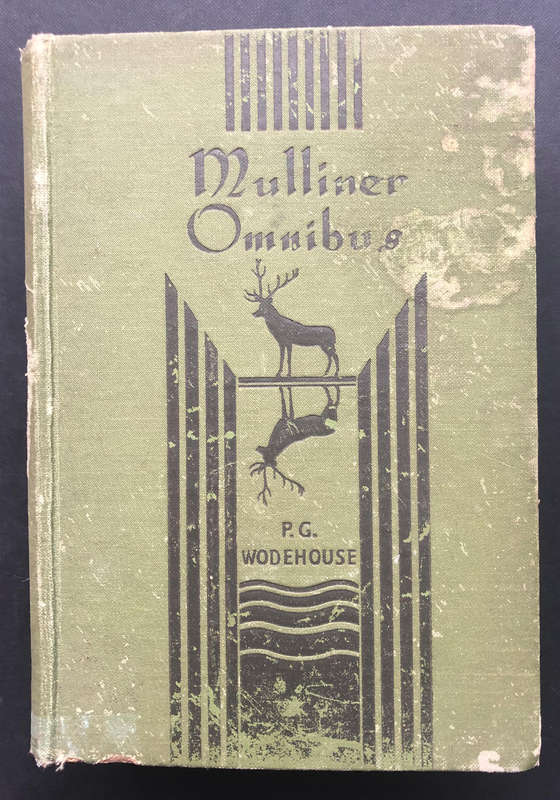 Mulliner
Omnibus
P.G.
WODEHOUSE